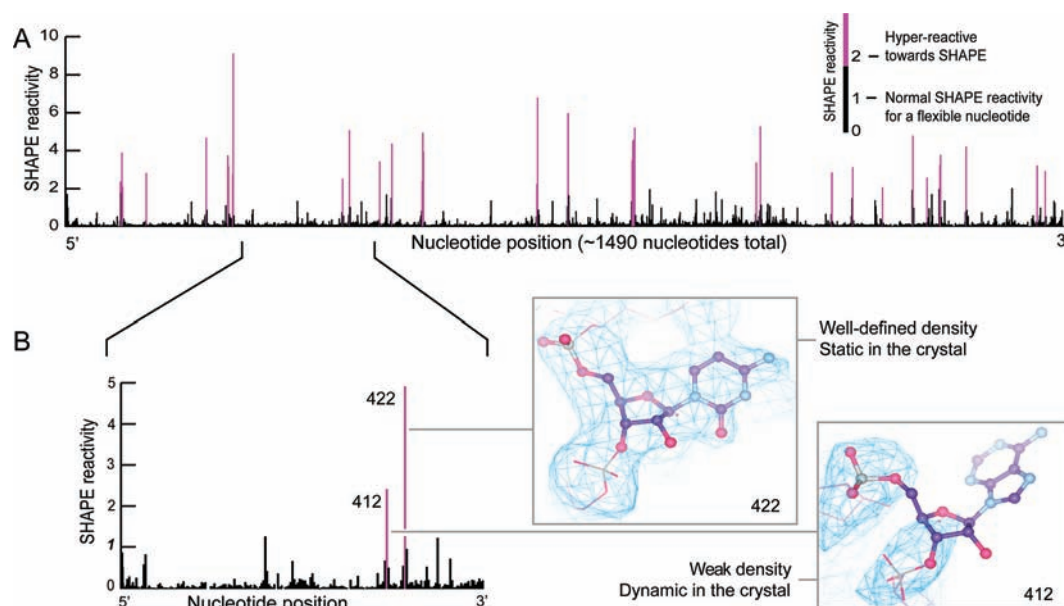 A
10
8
6
4
2
0
SHAPE reactivity
5'
Nucleotide position (~1490 nucleotides total)
3
SHAPE reactivity
2
1
0
Hyper-reactive
towards SHAPE
Normal SHAPE reactivity
for a flexible nucleotide
B
5
4
3
2
1
0
SHAPE reactivity
422
412
5'
Nucleotide position
3'
422
Well-defined density
Static in the crystal
Weak density
Dynamic in the crystal
412